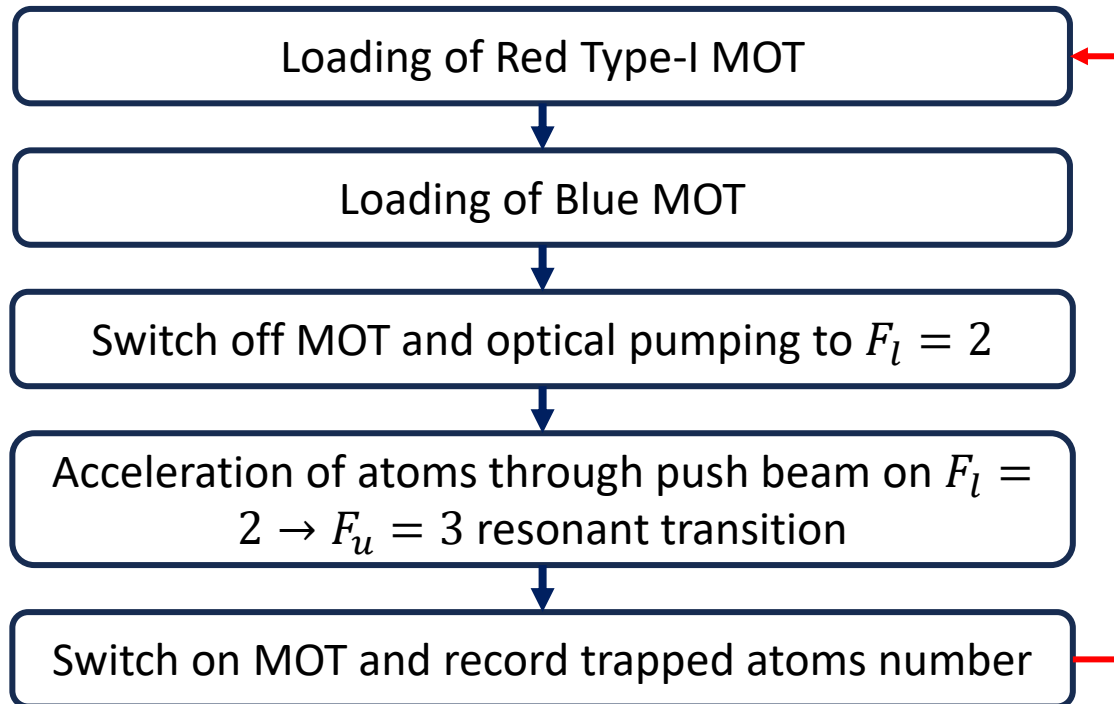 Loading of Red Type-I MOT
Loading of Blue MOT
Switch off MOT and optical pumping to F_l = 2
Acceleration of atoms through push beam on F_l =
2 → F_u = 3 resonant transition
Switch on MOT and record trapped atoms number